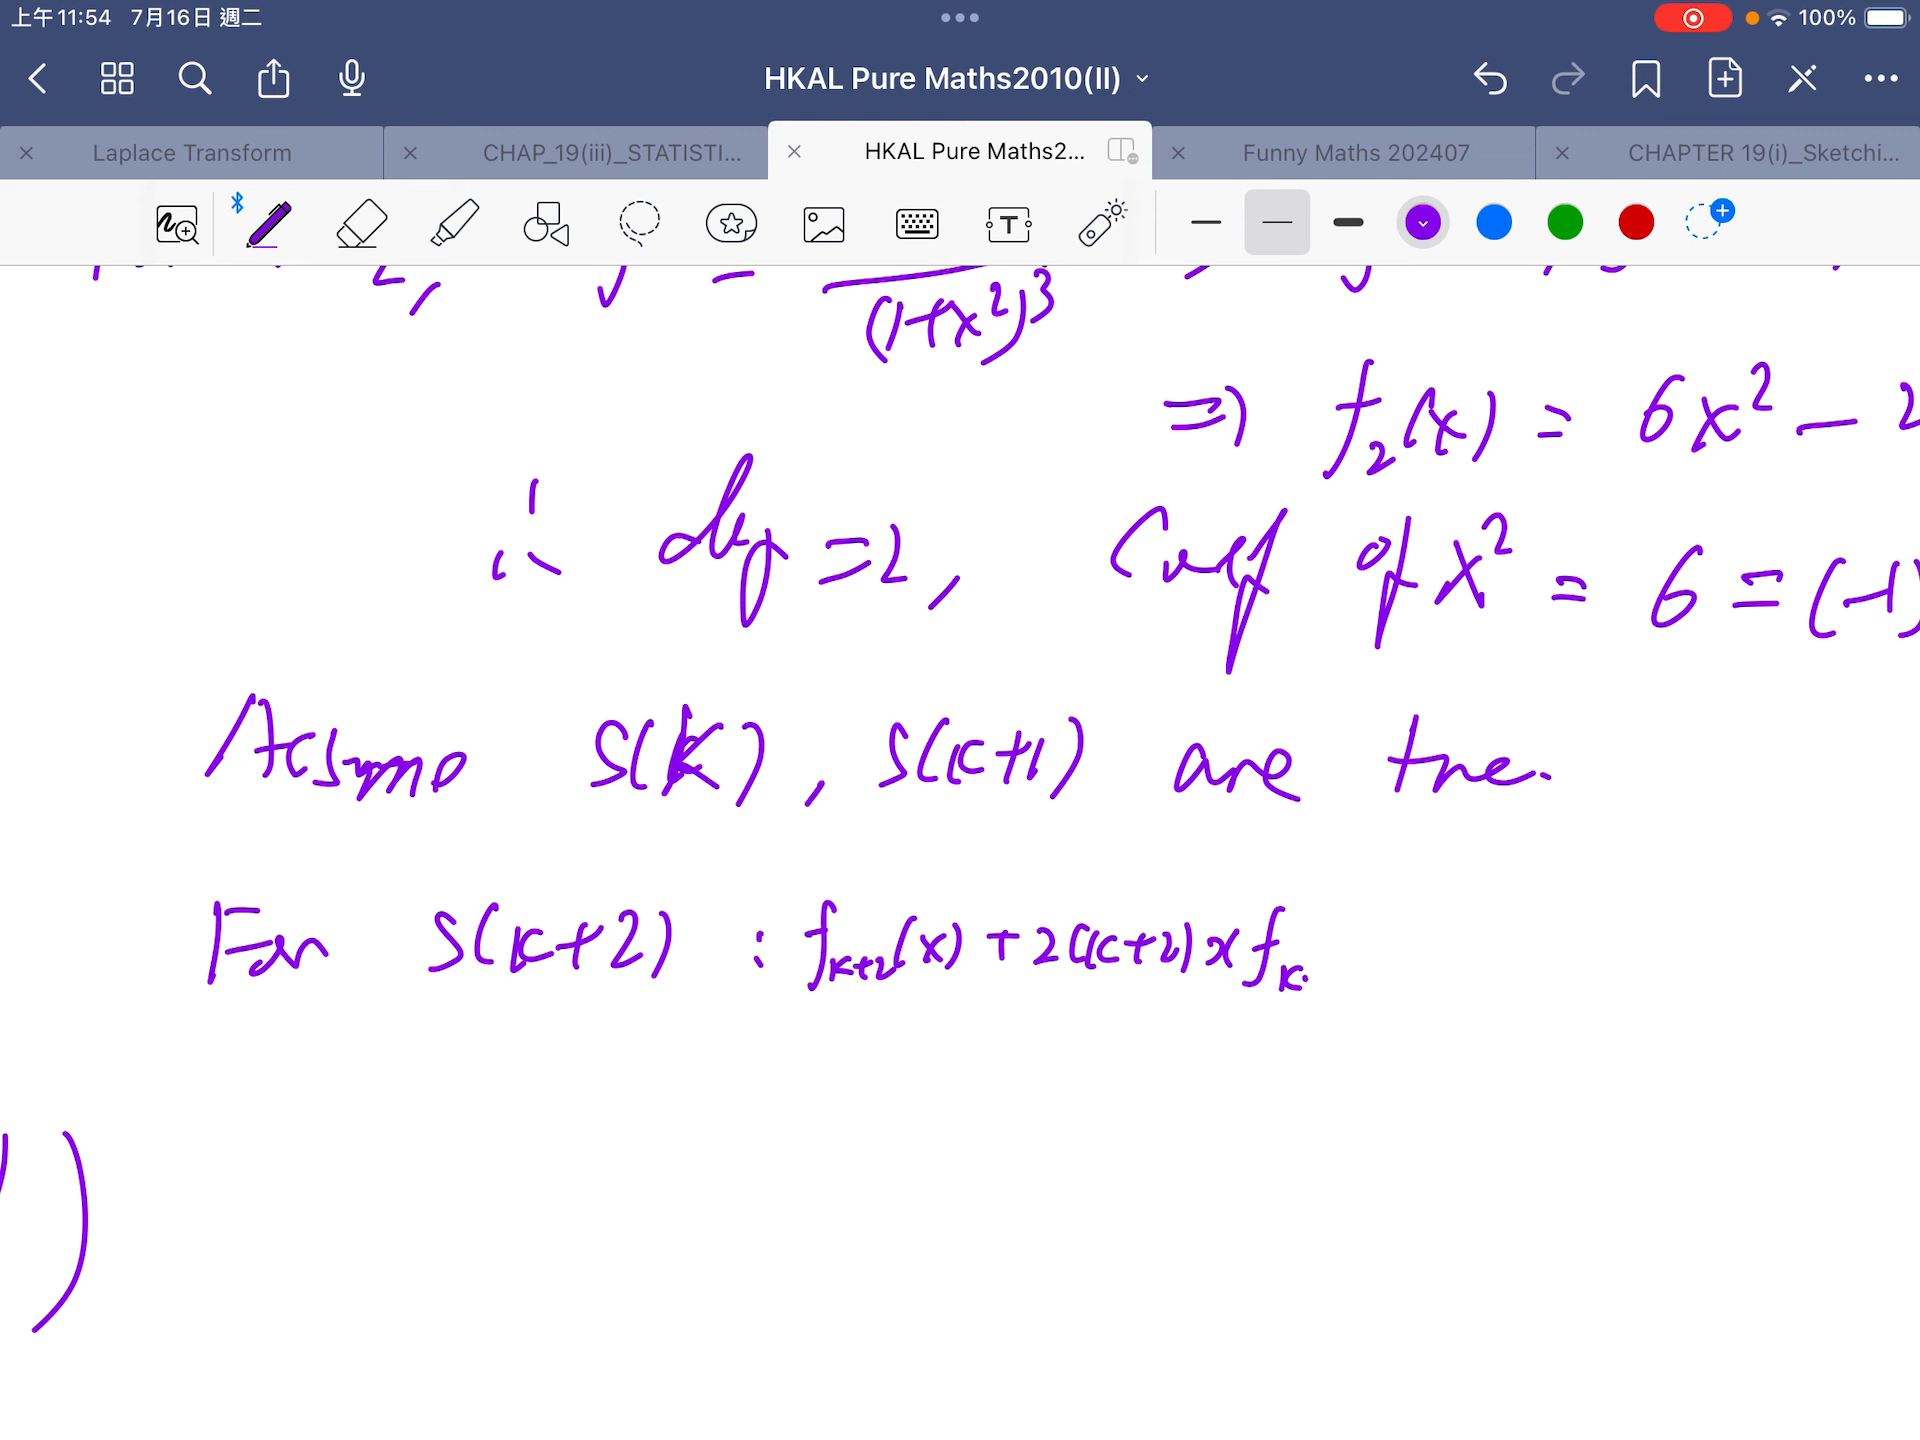 上午11:54 7月16日 週二
100%
HKAL Pure Maths2010(II)
Laplace Transform
CHAP_19(iii)_STATISTI...
HKAL Pure Maths2...
Funny Maths 202407
CHAPTER 19(i)_Sketchi...
(1+x²)³
⇒ f₂(x) = 6x² − 2
∴ deg = 2, Coeff of x² = 6 = (-1)
Assume S(k), S(k+1) are true.
For S(k+2) : fₖ₊₂(x) + 2(k+2)x fₖ
)